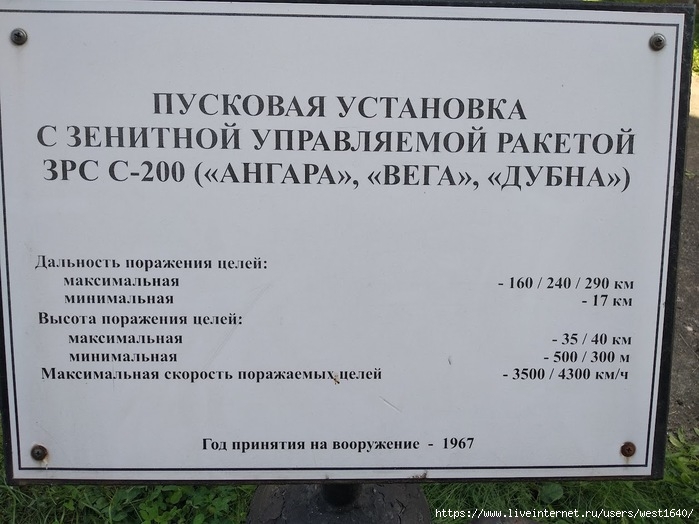 ПУСКОВАЯ УСТАНОВКА
С ЗЕНИТНОЙ УПРАВЛЯЕМОЙ РАКЕТОЙ
ЗРС С-200 («АНГАРА», «ВЕГА», «ДУБНА»)
Дальность поражения целей:
максимальная - 160 / 240 / 290 км
минимальная - 17 км
Высота поражения целей:
максимальная - 35 / 40 км
минимальная - 500 / 300 м
Максимальная скорость поражаемых целей - 3500 / 4300 км/ч
Год принятия на вооружение - 1967
https://www.liveinternet.ru/users/west1640/